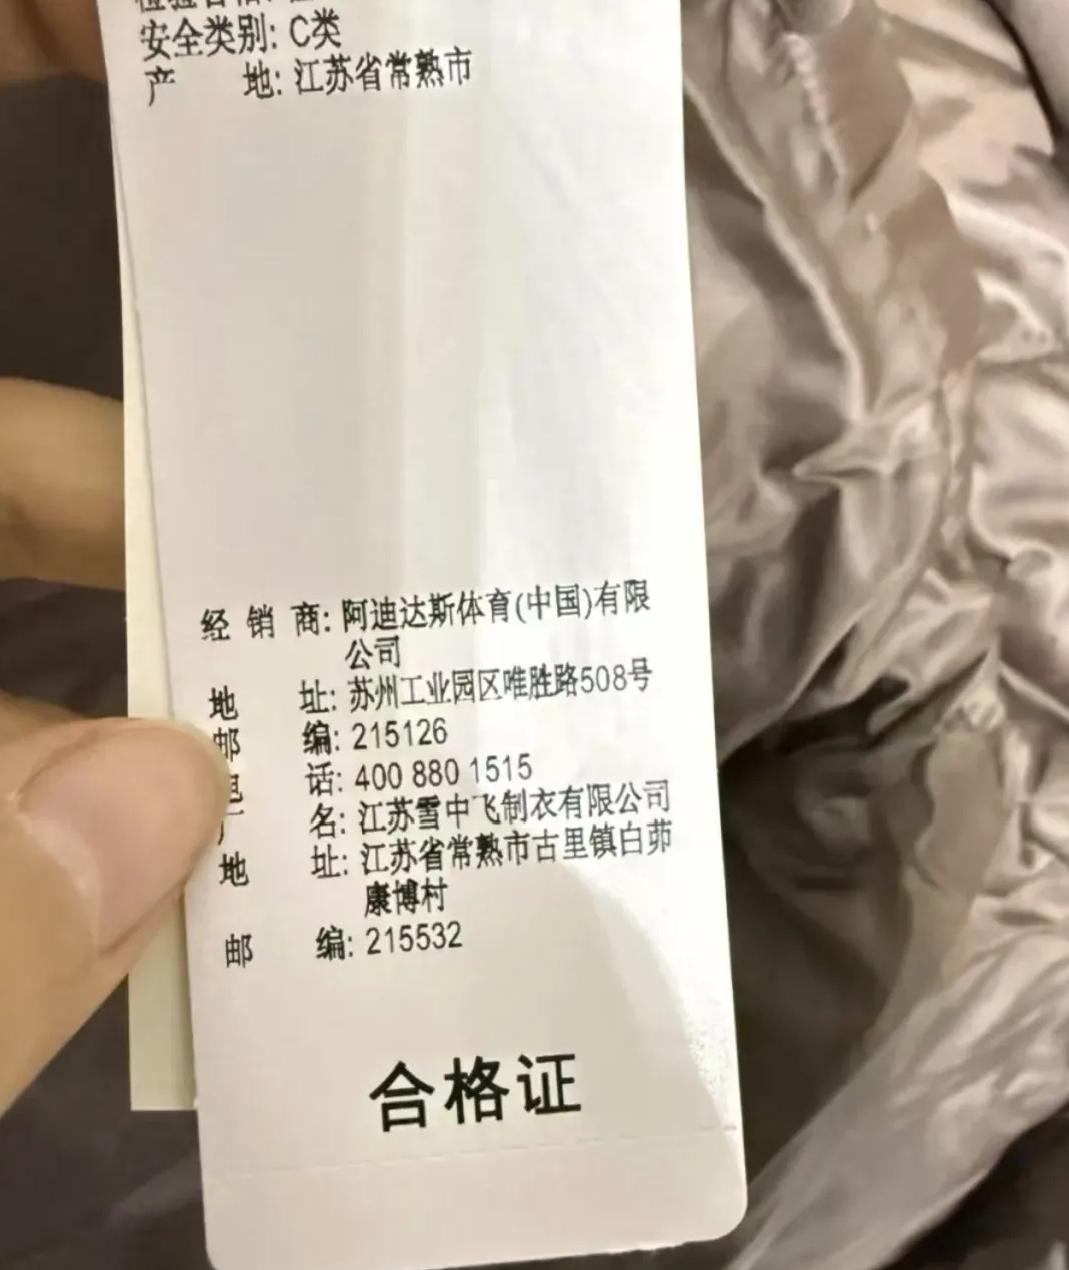 安全类别: C类
产 地: 江苏省常熟市
经 销 商: 阿迪达斯体育(中国)有限
公司
地 址: 苏州工业园区唯胜路508号
邮 编: 215126
电 话: 400 880 1515
名: 江苏雪中飞制衣有限公司
地 址: 江苏省常熟市古里镇白茆
康博村
邮 编: 215532
合格证